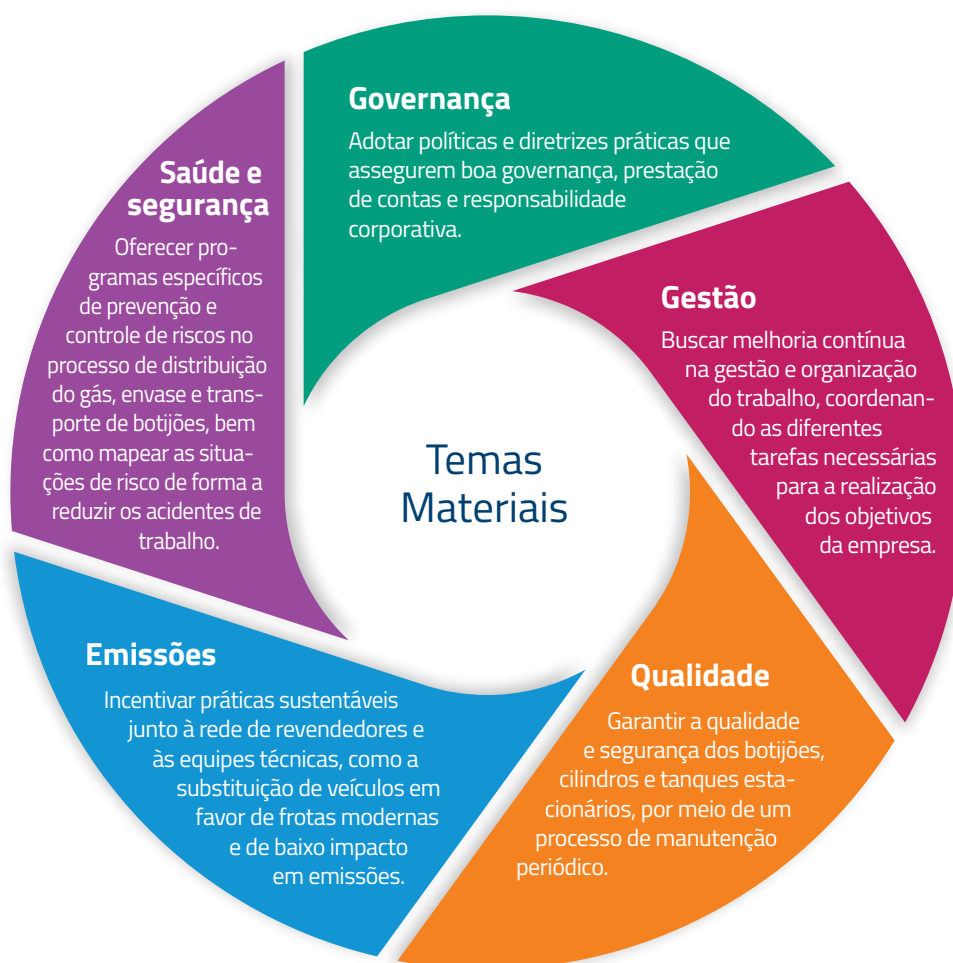 Governança
Adotar políticas e diretrizes práticas que
assegurem boa governança, prestação
de contas e responsabilidade
corporativa.
Gestão
Buscar melhoria contínua
na gestão e organização
do trabalho, coordenan-
do as diferentes
tarefas necessárias
para a realização
dos objetivos
da empresa.
Qualidade
Garantir a qualidade
e segurança dos botijões,
cilindros e tanques esta-
cionários, por meio de um
processo de manutenção
periódico.
Emissões
Incentivar práticas sustentáveis
junto à rede de revendedores e
às equipes técnicas, como a
substituição de veículos em
favor de frotas modernas
e de baixo impacto
em emissões.
Saúde e
segurança
Oferecer pro-
gramas específicos
de prevenção e
controle de riscos no
processo de distribuição
do gás, envase e trans-
porte de botijões, bem
como mapear as situa-
ções de risco de forma a
reduzir os acidentes de
trabalho.
Temas
Materiais